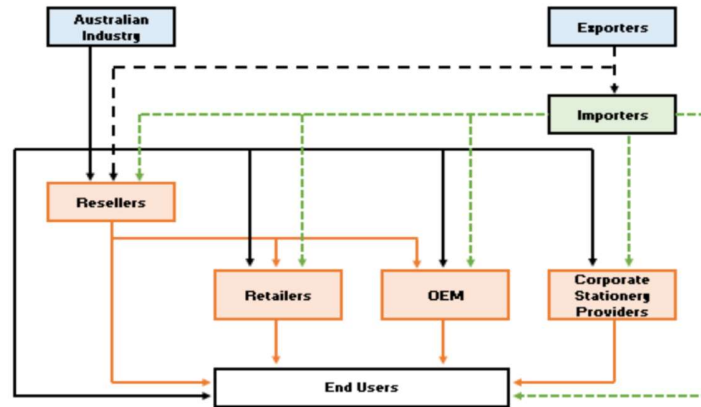 Australian
Industry
Exporters
Importers
Resellers
Retailers
OEM
Corporate
Stationery
Providers
End Users